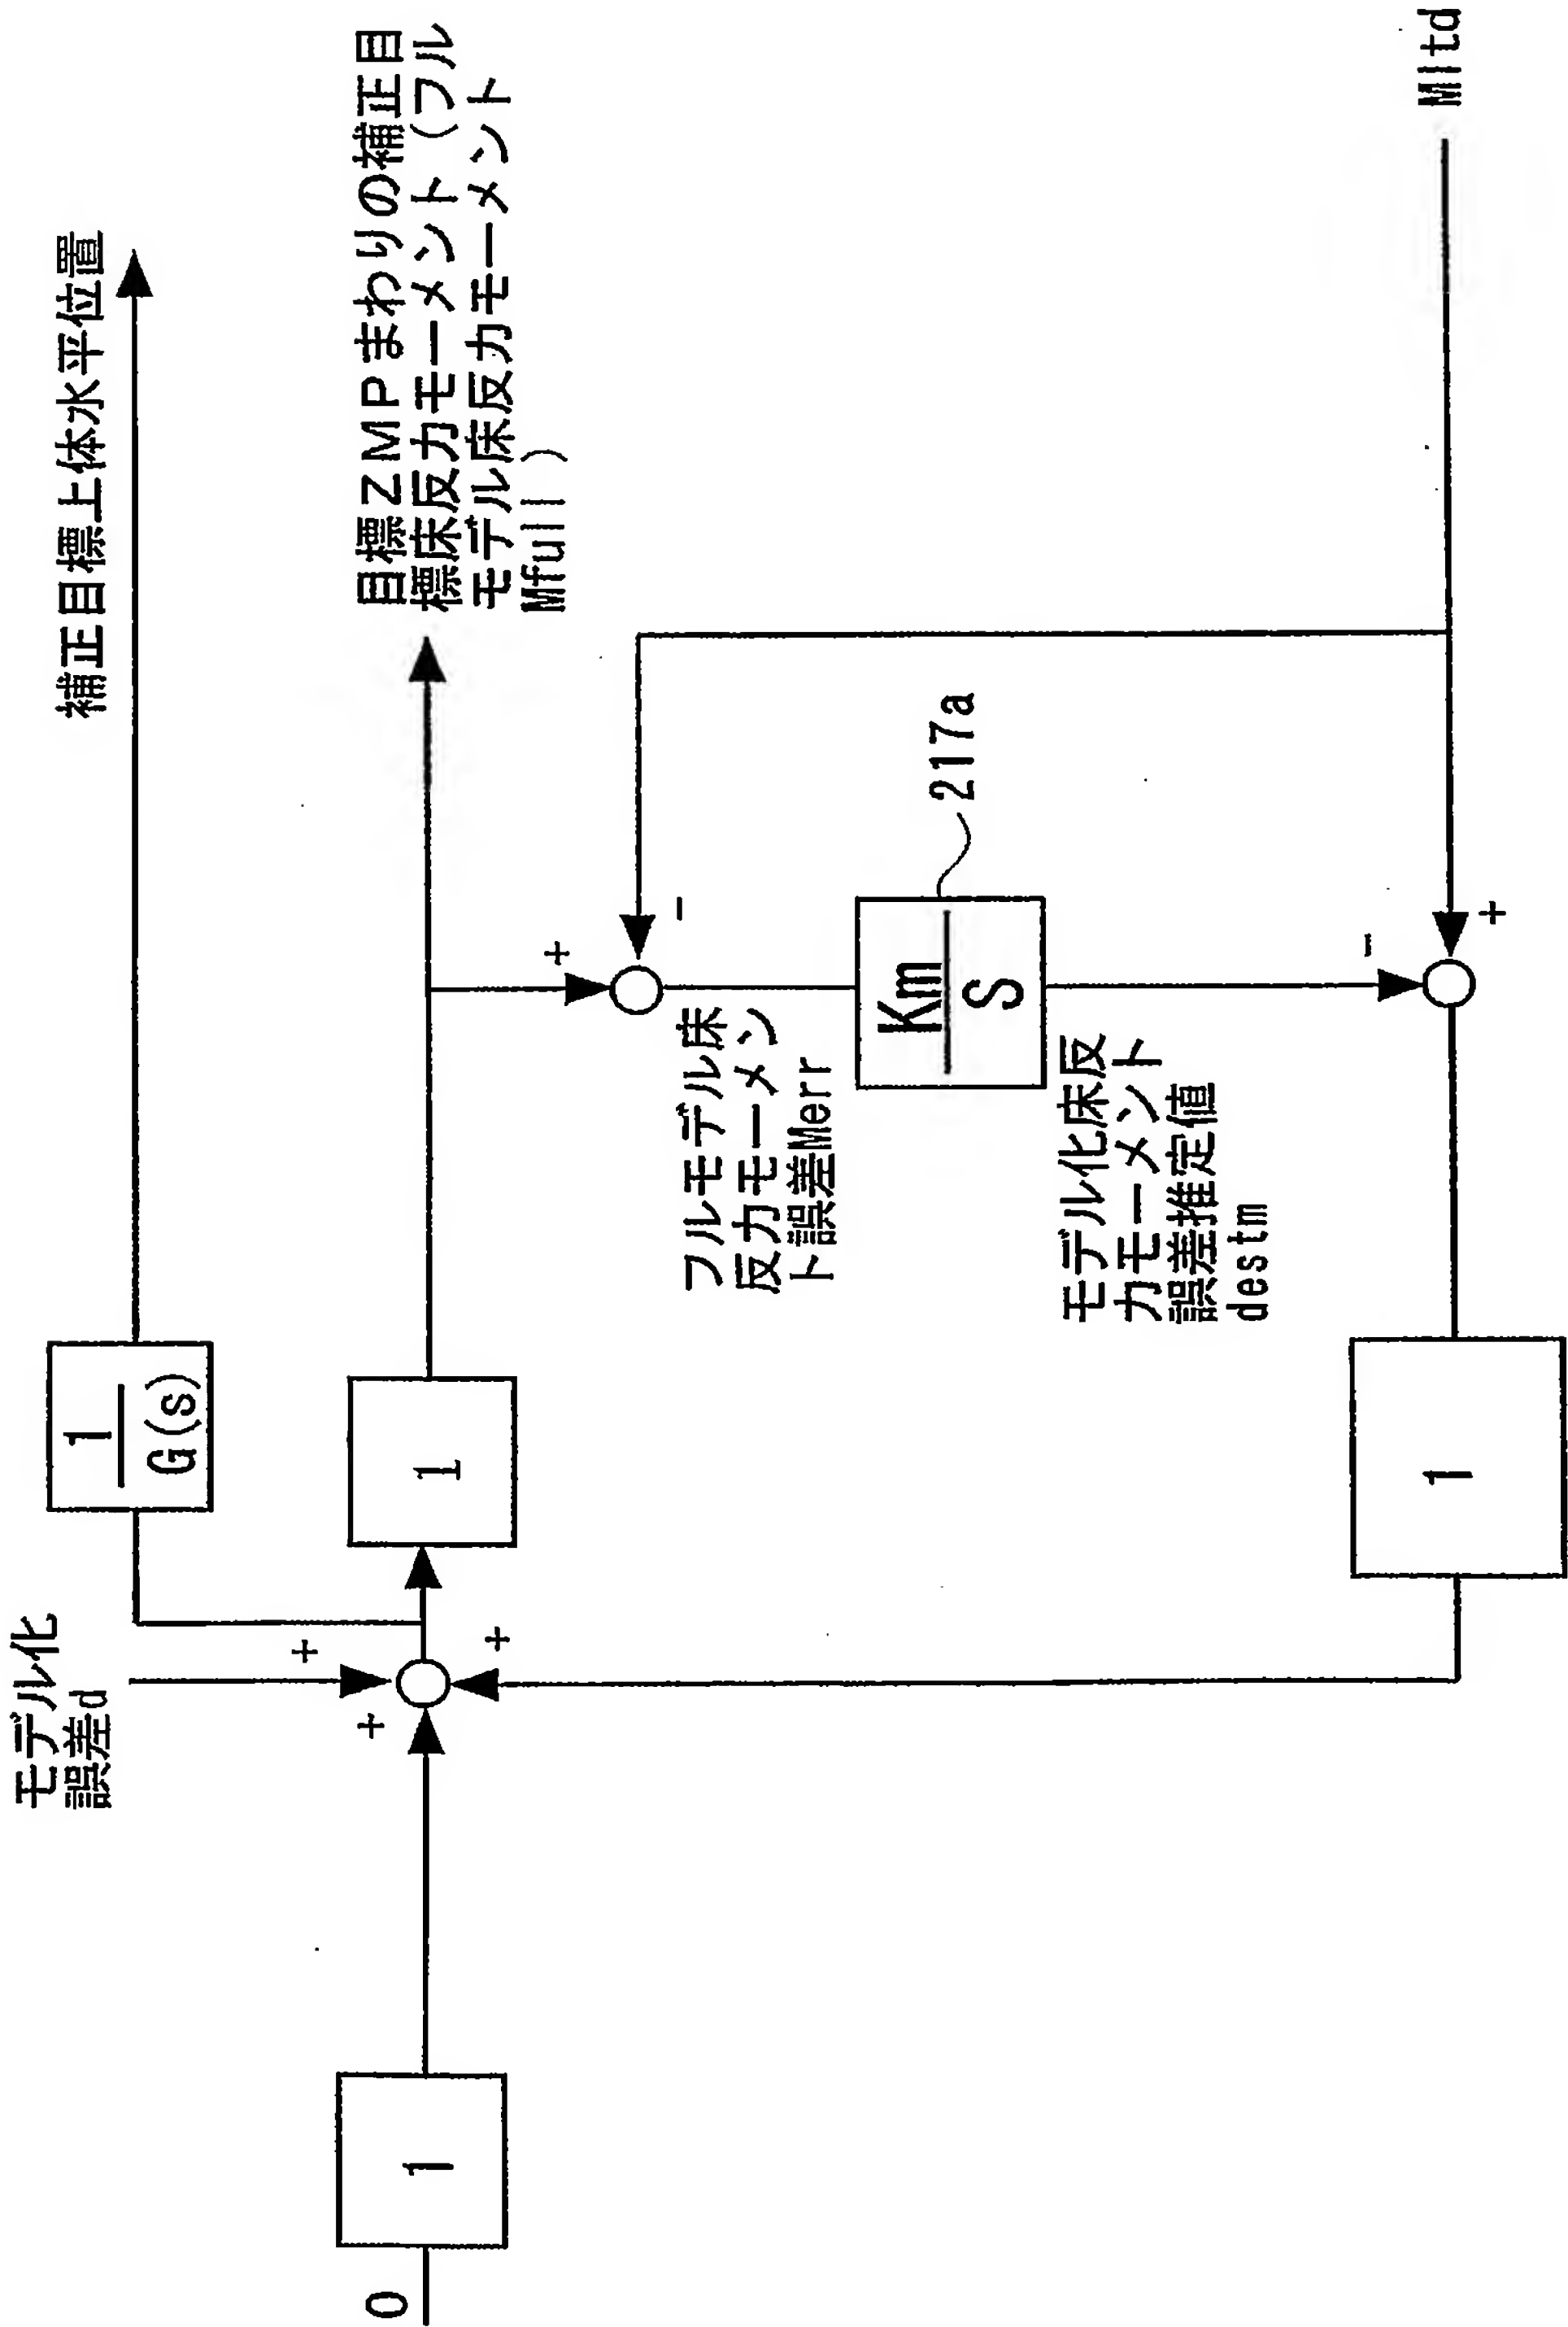 補正目標上体水平位置
目標ZMPまわりの補正目
標床反力モーメント(フル
モデル床反力モーメント
Mfull)
モデル化
誤差d
1
G(s)
0
1
1
+
+
+
+
-
フルモデル床
反力モーメン
ト誤差Merr
Km
S
217a
モデル化床反
力モーメント
誤差推定値
destm
-
+
1
Mltd